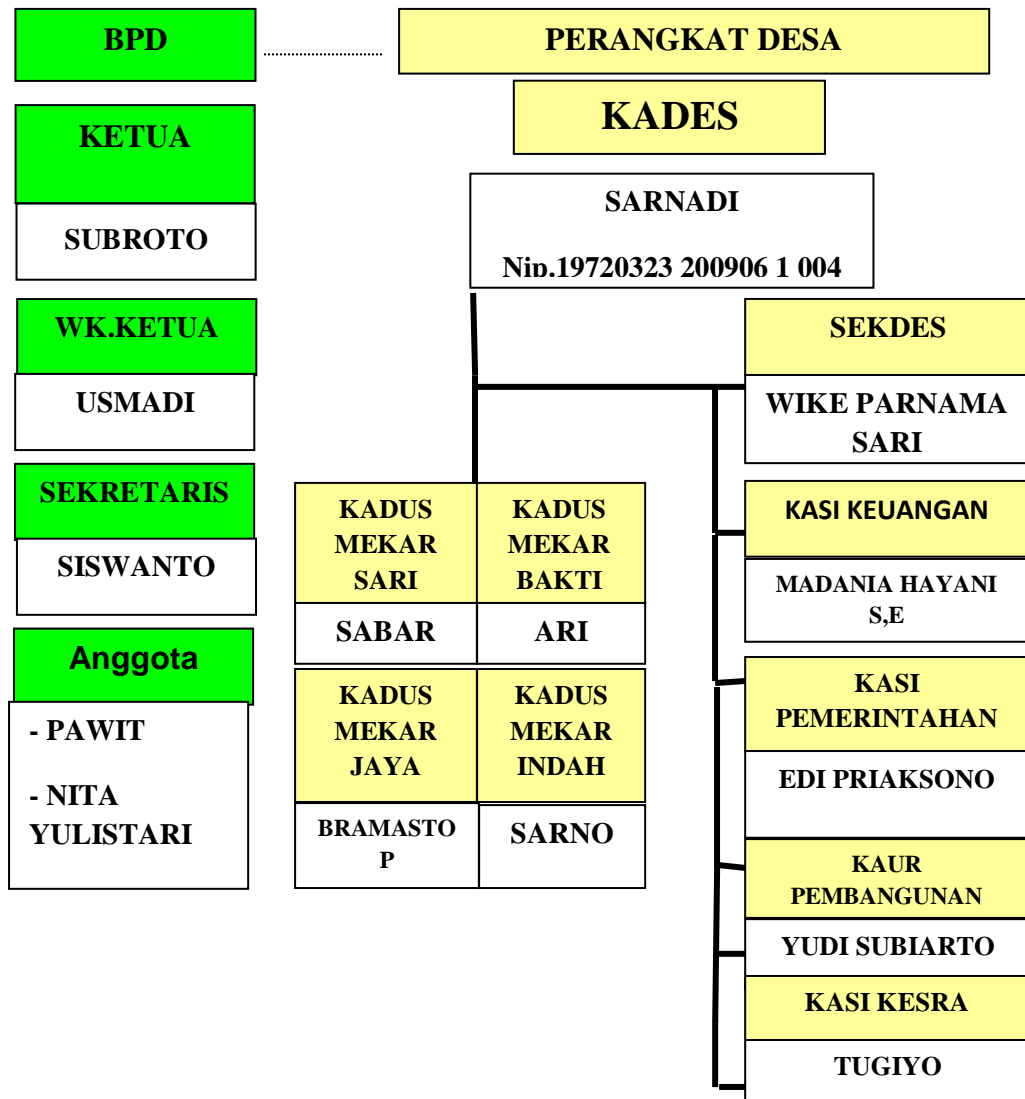 BPD
PERANGKAT DESA
KADES
KETUA
SUBROTO
SARNADI
Nip.19720323 200906 1 004
WK.KETUA
USMADI
SEKRETARIS
SISWANTO
Anggota
- PAWIT
- NITA
YULISTARI
KADUS
MEKAR
SARI
SABAR
KADUS
MEKAR
BAKTI
ARI
KADUS
MEKAR
JAYA
BRAMASTO
P
KADUS
MEKAR
INDAH
SARNO
SEKDES
WIKE PARNAMA
SARI
KASI KEUANGAN
MADANIA HAYANI
S,E
KASI
PEMERINTAHAN
EDI PRIAKSONO
KAUR
PEMBANGUNAN
YUDI SUBIARTO
KASI KESRA
TUGIYO